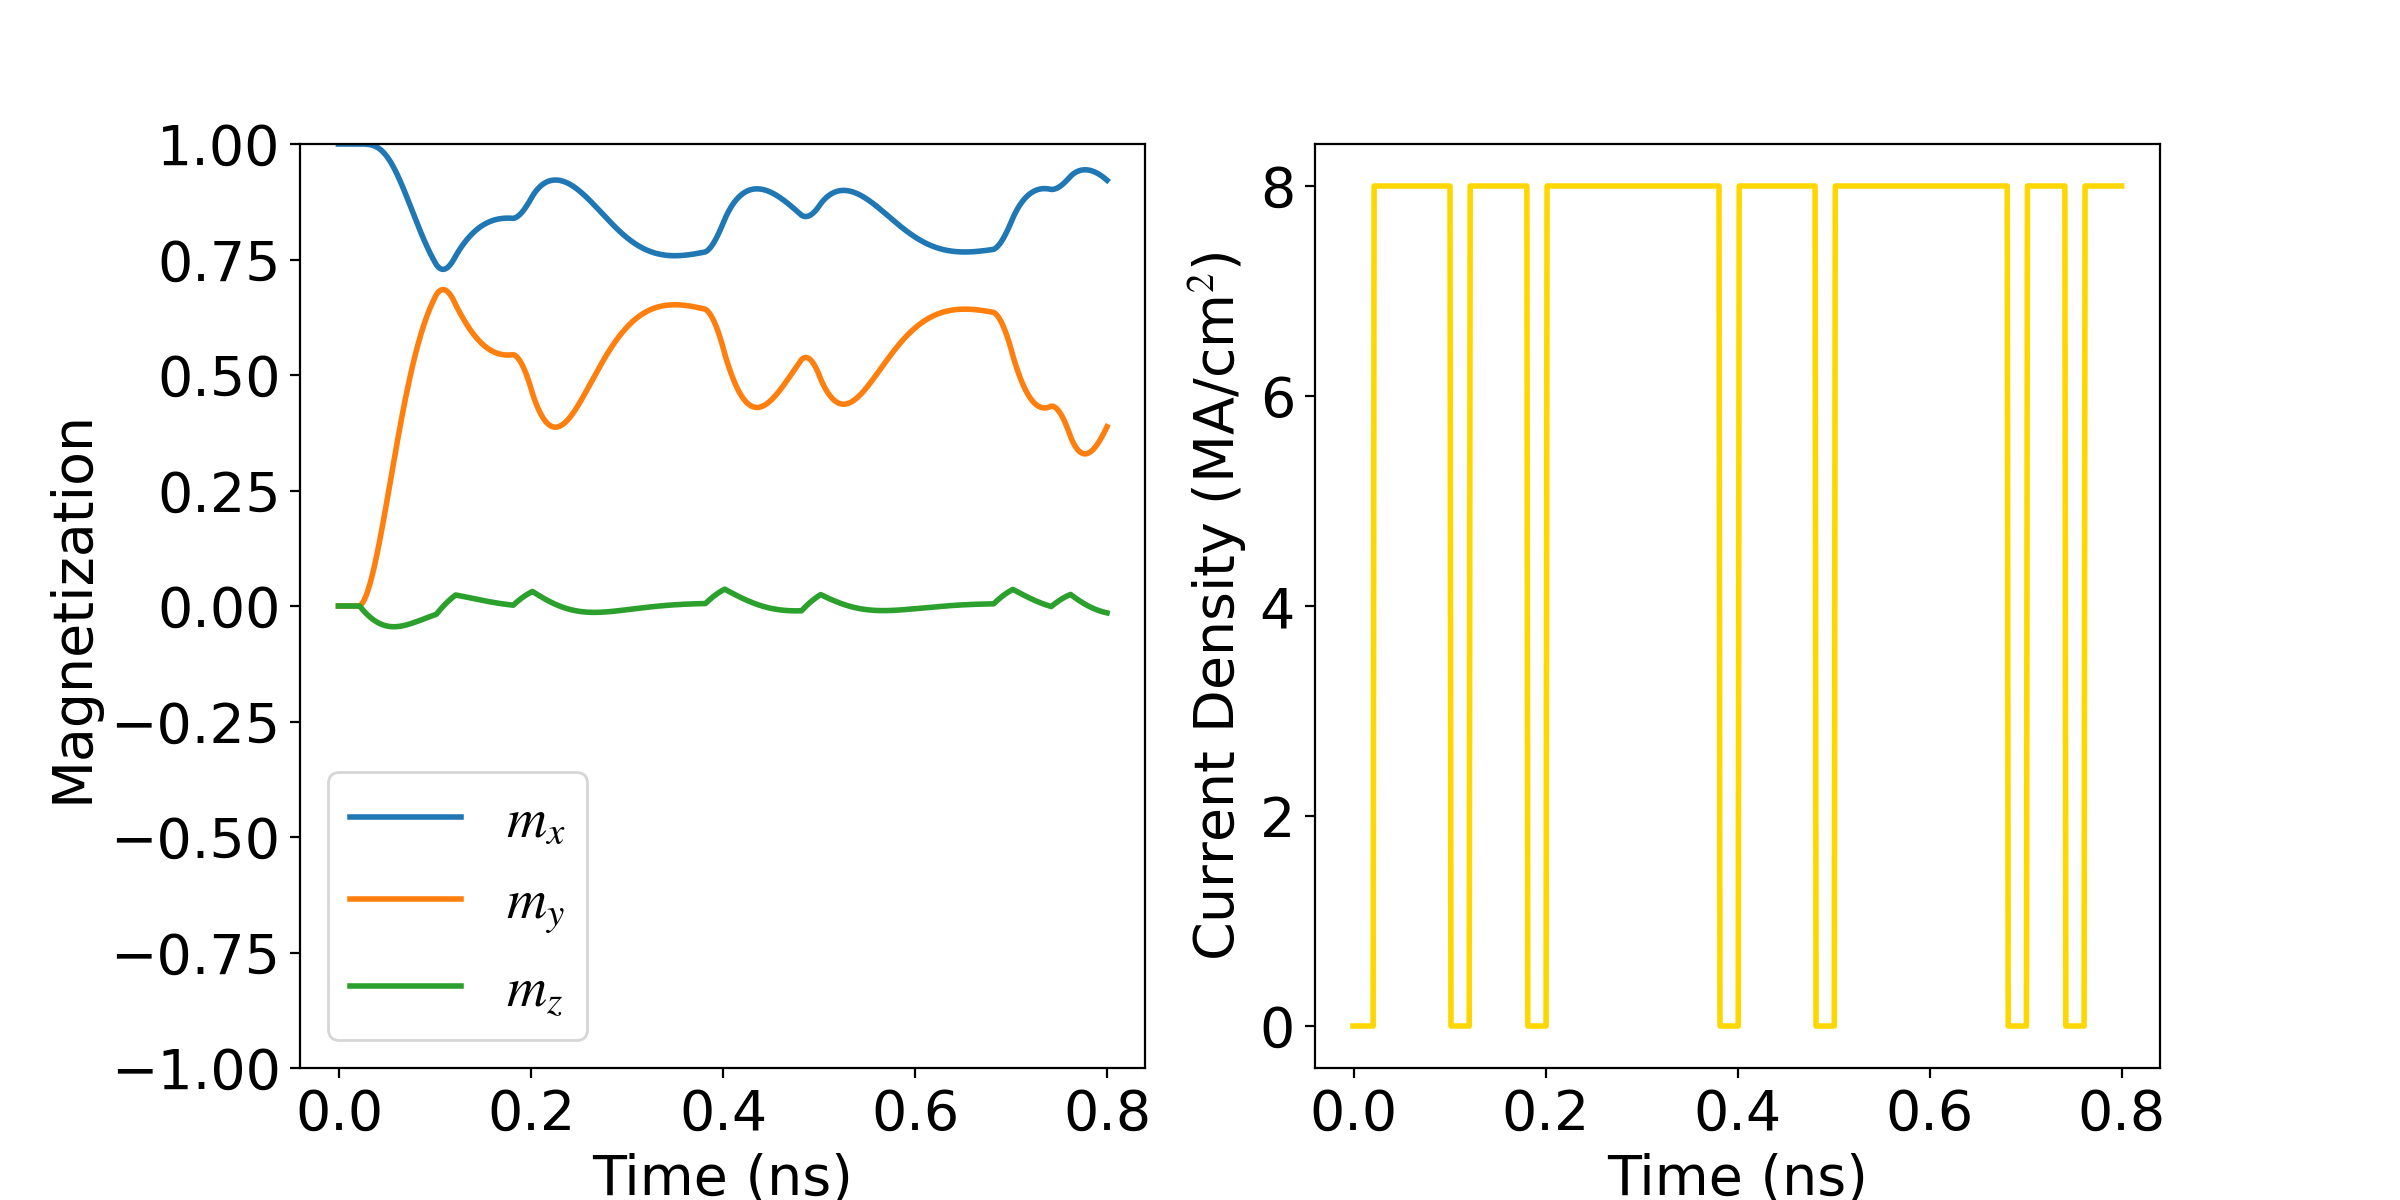 Magnetization
1.00
0.75
0.50
0.25
0.00
−0.25
−0.50
−0.75
−1.00
m_x
m_y
m_z
0.0 0.2 0.4 0.6 0.8
Time (ns)
Current Density (MA/cm²)
8
6
4
2
0
0.0 0.2 0.4 0.6 0.8
Time (ns)